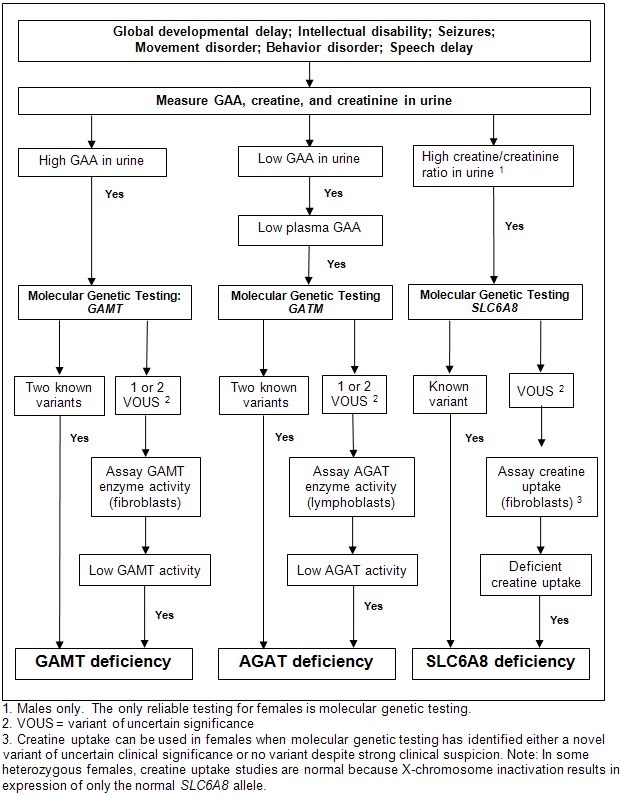 Global developmental delay; Intellectual disability; Seizures;
Movement disorder; Behavior disorder; Speech delay
Measure GAA, creatine, and creatinine in urine
High GAA in urine
Low GAA in urine
High creatine/creatinine
ratio in urine 1
Yes
Yes
Yes
Low plasma GAA
Yes
Molecular Genetic Testing:
GAMT
Molecular Genetic Testing
GATM
Molecular Genetic Testing
SLC6A8
Two known
variants
1 or 2
VOUS 2
Two known
variants
1 or 2
VOUS 2
Known
variant
VOUS 2
Yes
Yes
Yes
Assay GAMT
enzyme activity
(fibroblasts)
Assay AGAT
enzyme activity
(lymphoblasts)
Assay creatine
uptake
(fibroblasts) 3
Low GAMT activity
Low AGAT activity
Deficient
creatine uptake
Yes
Yes
Yes
GAMT deficiency
AGAT deficiency
SLC6A8 deficiency
1. Males only. The only reliable testing for females is molecular genetic testing.
2. VOUS = variant of uncertain significance
3. Creatine uptake can be used in females when molecular genetic testing has identified either a novel
variant of uncertain clinical significance or no variant despite strong clinical suspicion. Note: In some
heterozygous females, creatine uptake studies are normal because X-chromosome inactivation results in
expression of only the normal SLC6A8 allele.